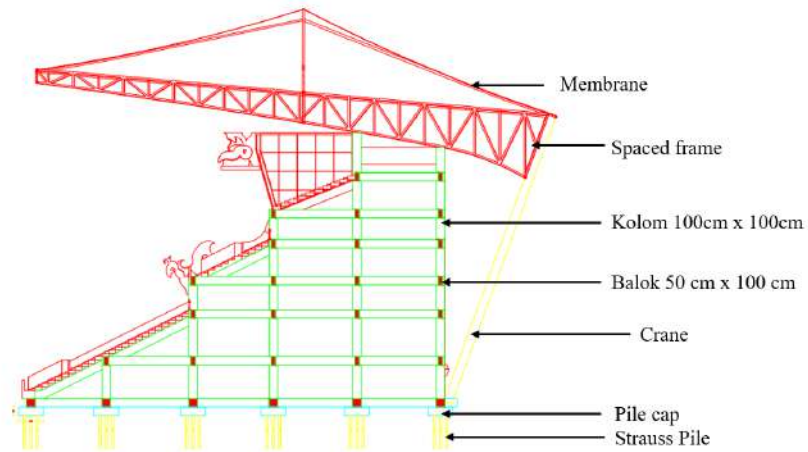 Membrane
Spaced frame
Kolom 100cm x 100cm
Balok 50 cm x 100 cm
Crane
Pile cap
Strauss Pile